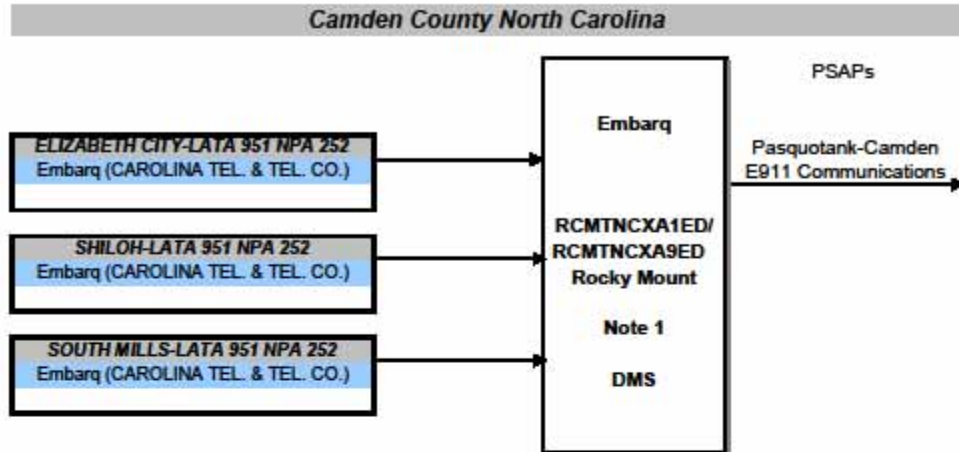 Camden County North Carolina
ELIZABETH CITY-LATA 951 NPA 252
Embarq (CAROLINA TEL. & TEL. CO.)
SHILOH-LATA 951 NPA 252
Embarq (CAROLINA TEL. & TEL. CO.)
SOUTH MILLS-LATA 951 NPA 252
Embarq (CAROLINA TEL. & TEL. CO.)
Embarq
RCMTNCXA1ED/
RCMTNCXA9ED
Rocky Mount
Note 1
DMS
PSAPs
Pasquotank-Camden
E911 Communications